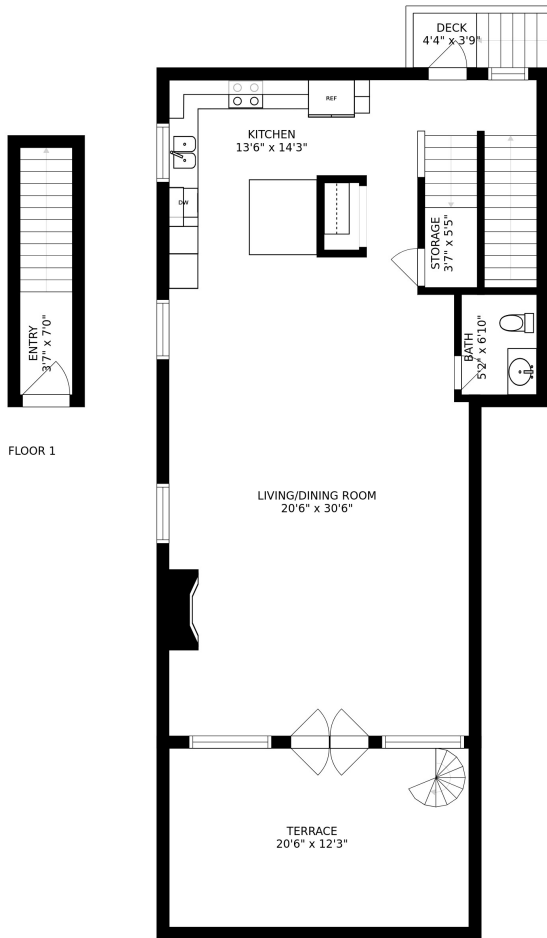 DECK
4'4" x 3'9"
REF
KITCHEN
13'6" x 14'3"
DW
STORAGE
3'7" x 5'5"
ENTRY
3'7" x 7'0"
BATH
5'2" x 6'10"
FLOOR 1
LIVING/DINING ROOM
20'6" x 30'6"
TERRACE
20'6" x 12'3"